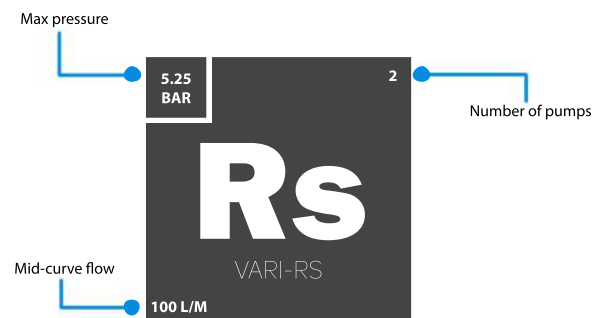 Max pressure
5.25
BAR
2
Number of pumps
Rs
VARI-RS
Mid-curve flow
100 L/M